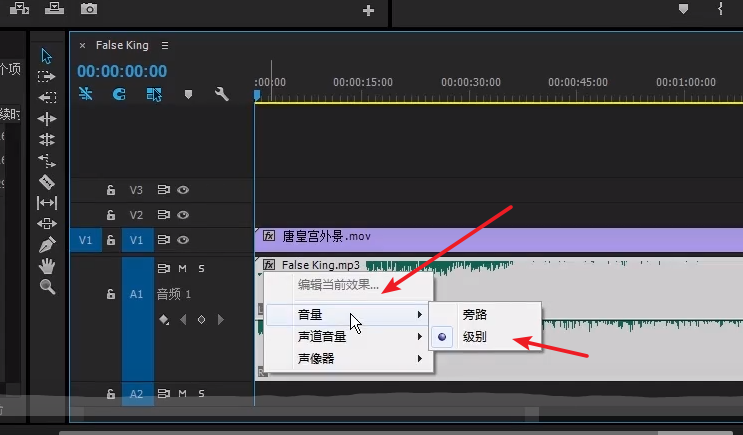 False King
个项
00:00:00:00
:00:00
00:00:15:00
00:00:30:00
00:00:45:00
00:01:00:00
续时
V3
V2
V1 V1
fx 唐皇宫外景.mov
M S
fx False King.mp3
编辑当前效果...
A1 音频 1
音量
旁路
声道音量
级别
声像器
R
A2
M S